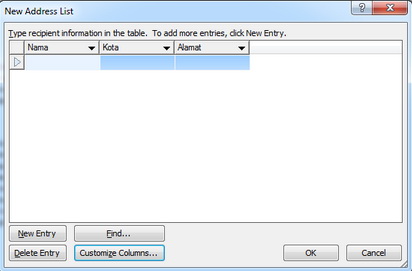 New Address List
Type recipient information in the table. To add more entries, click New Entry.
Nama Kota Alamat
New Entry Find...
Delete Entry Customize Columns... OK Cancel